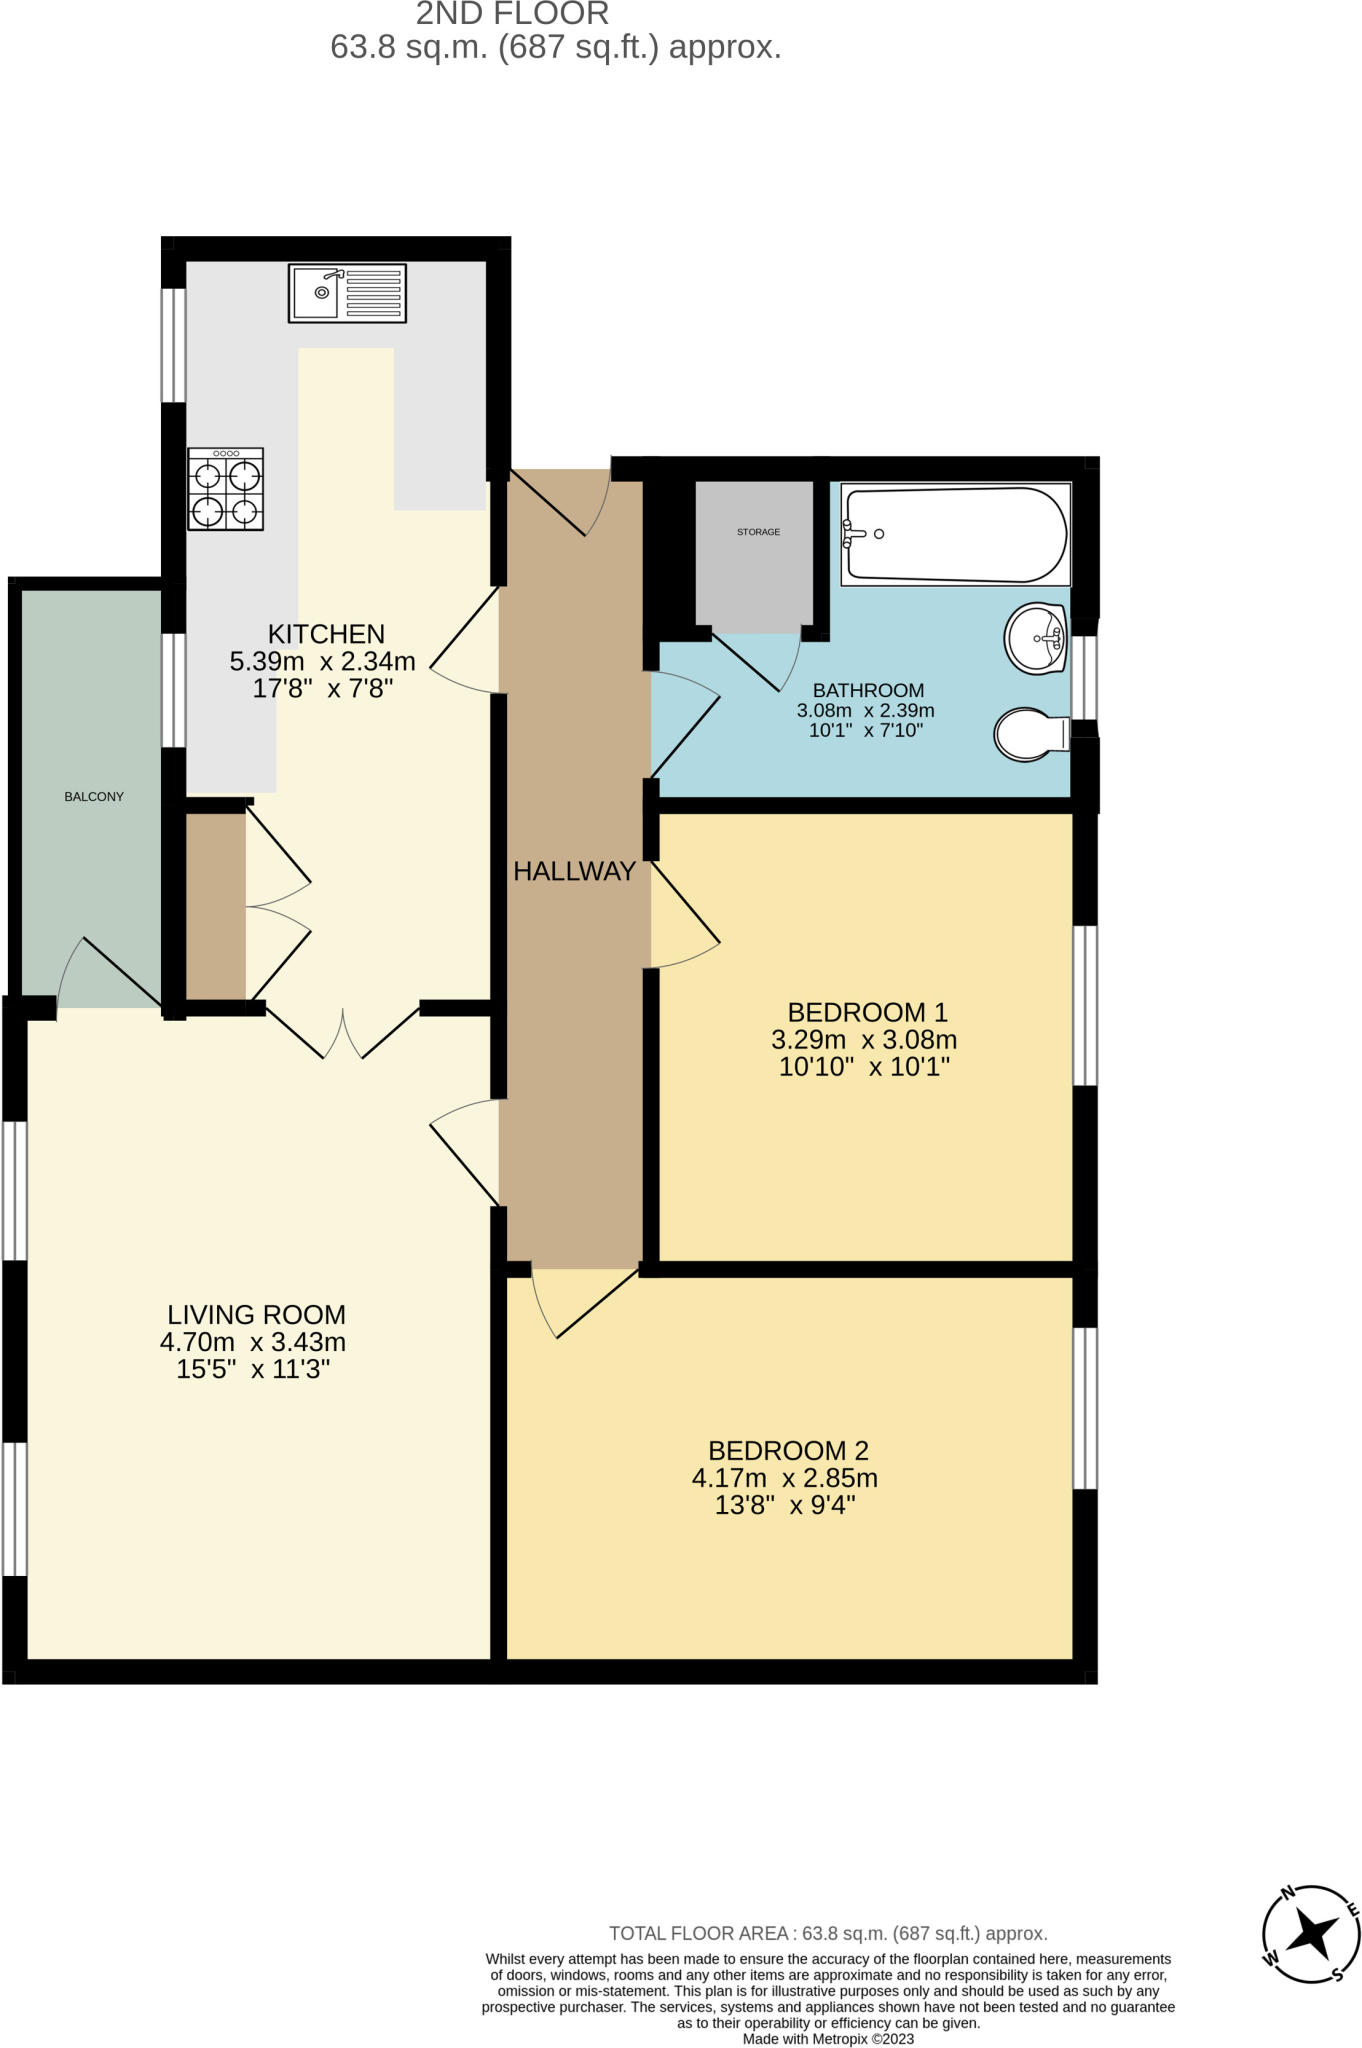 2ND FLOOR
63.8 sq.m. (687 sq.ft.) approx.
STORAGE
KITCHEN
5.39m x 2.34m
17'8" x 7'8"
BATHROOM
3.08m x 2.39m
10'1" x 7'10"
BALCONY
HALLWAY
BEDROOM 1
3.29m x 3.08m
10'10" x 10'1"
LIVING ROOM
4.70m x 3.43m
15'5" x 11'3"
BEDROOM 2
4.17m x 2.85m
13'8" x 9'4"
N
E
W
S
TOTAL FLOOR AREA : 63.8 sq.m. (687 sq.ft.) approx.
Whilst every attempt has been made to ensure the accuracy of the floorplan contained here, measurements
of doors, windows, rooms and any other items are approximate and no responsibility is taken for any error,
omission or mis-statement. This plan is for illustrative purposes only and should be used as such by any
prospective purchaser. The services, systems and appliances shown have not been tested and no guarantee
as to their operability or efficiency can be given.
Made with Metropix ©2023